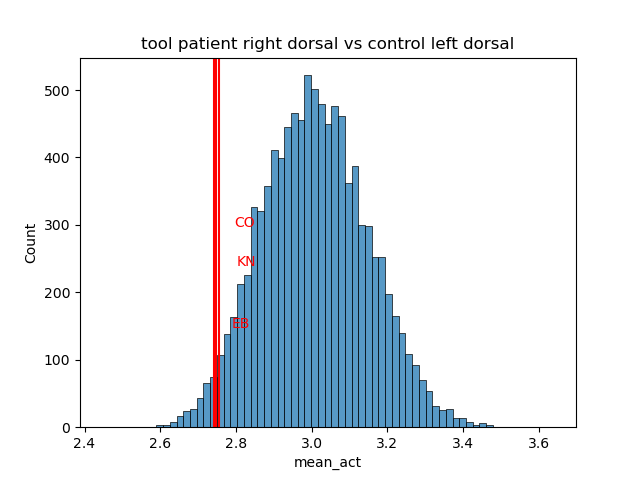 tool patient right dorsal vs control left dorsal
500
400
300
200
100
0
Count
CO
KN
EB
2.4 2.6 2.8 3.0 3.2 3.4 3.6
mean_act